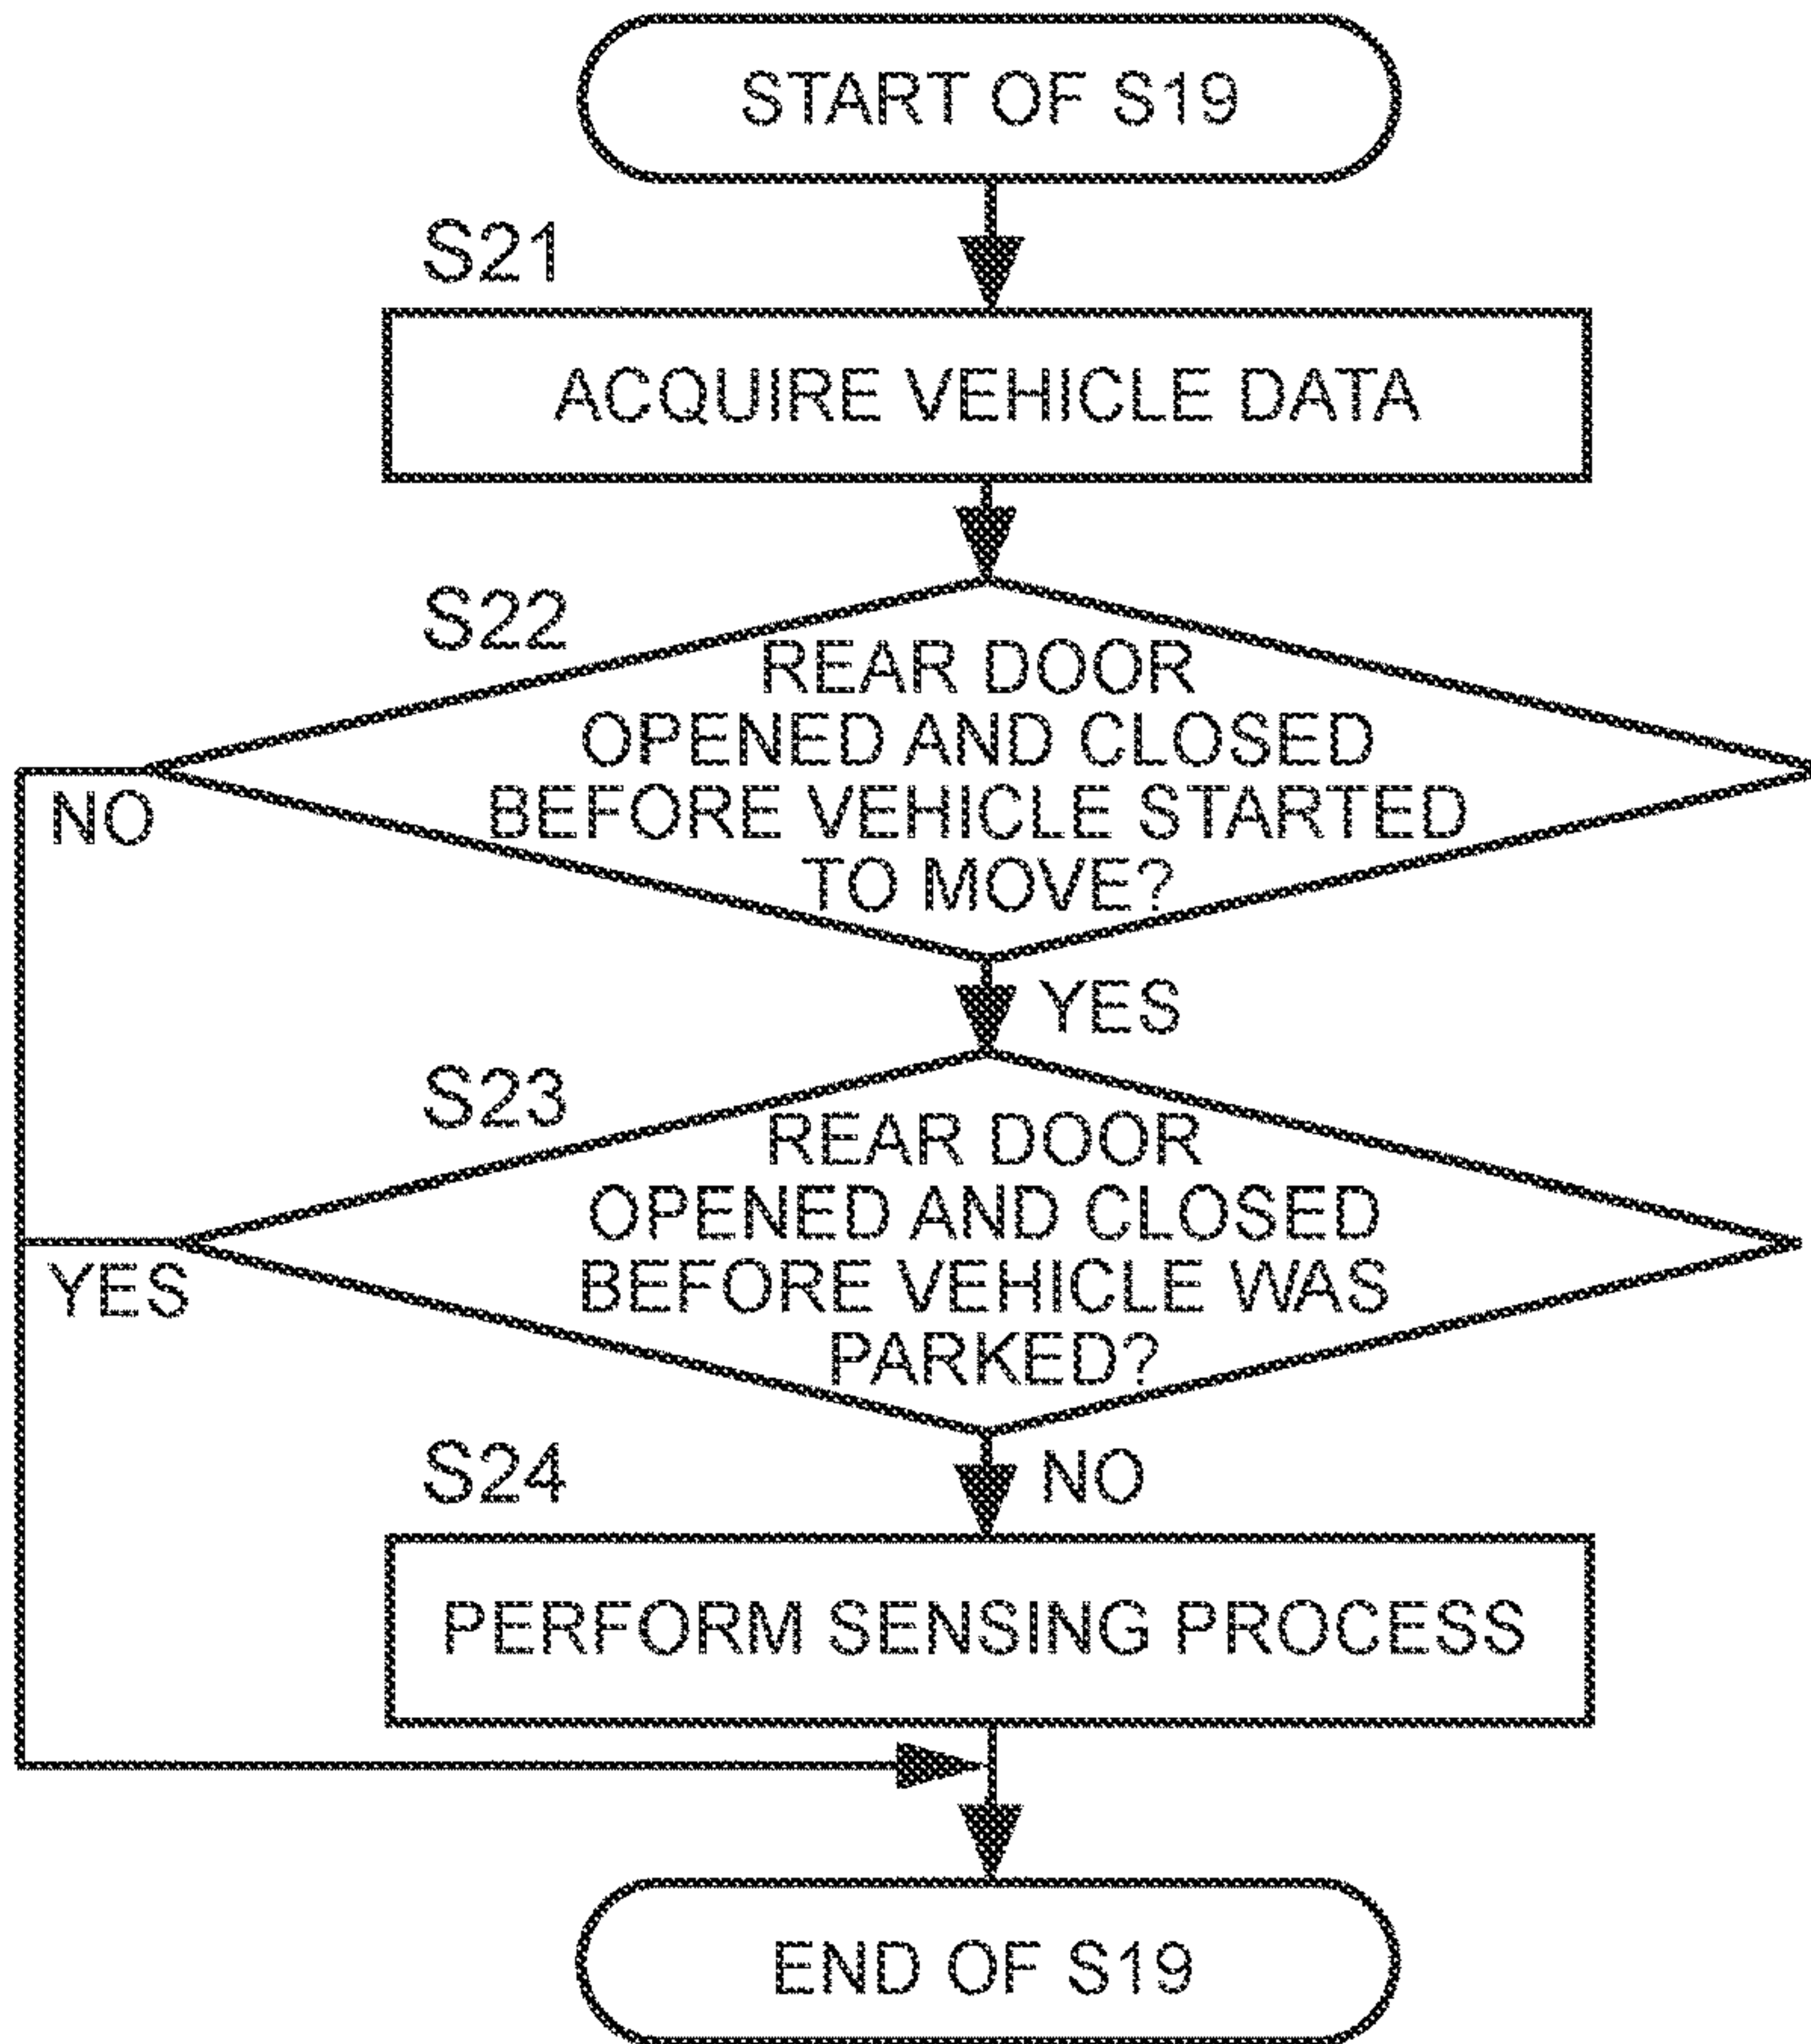 START OF S19
S21
ACQUIRE VEHICLE DATA
S22
REAR DOOR
OPENED AND CLOSED
BEFORE VEHICLE STARTED
TO MOVE?
NO
YES
S23
REAR DOOR
OPENED AND CLOSED
BEFORE VEHICLE WAS
PARKED?
YES
NO
S24
PERFORM SENSING PROCESS
END OF S19